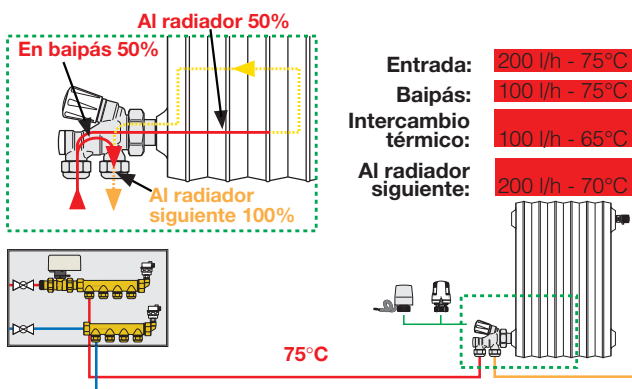 Al radiador 50%
En baipás 50%
Al radiador
siguiente 100%
Entrada: 200 l/h - 75°C
Baipás: 100 l/h - 75°C
Intercambio
térmico: 100 l/h - 65°C
Al radiador
siguiente: 200 l/h - 70°C
75°C